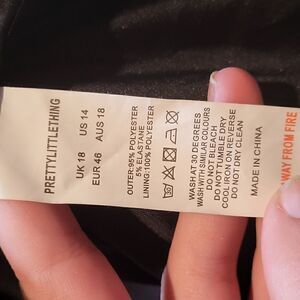 PRETTYLITTLETHING
UK 18 US 14
EUR 46 AUS 18
OUTER:95% POLYESTER
5% ELASTANE
LINING:100% POLYESTER
WASH AT 30 DEGREES
WASH WITH SIMILAR COLOURS
DO NOT BLEACH
DO NOT TUMBLE DRY
COOL IRON ON REVERSE
DO NOT DRY CLEAN
MADE IN CHINA
AWAY FROM FIRE